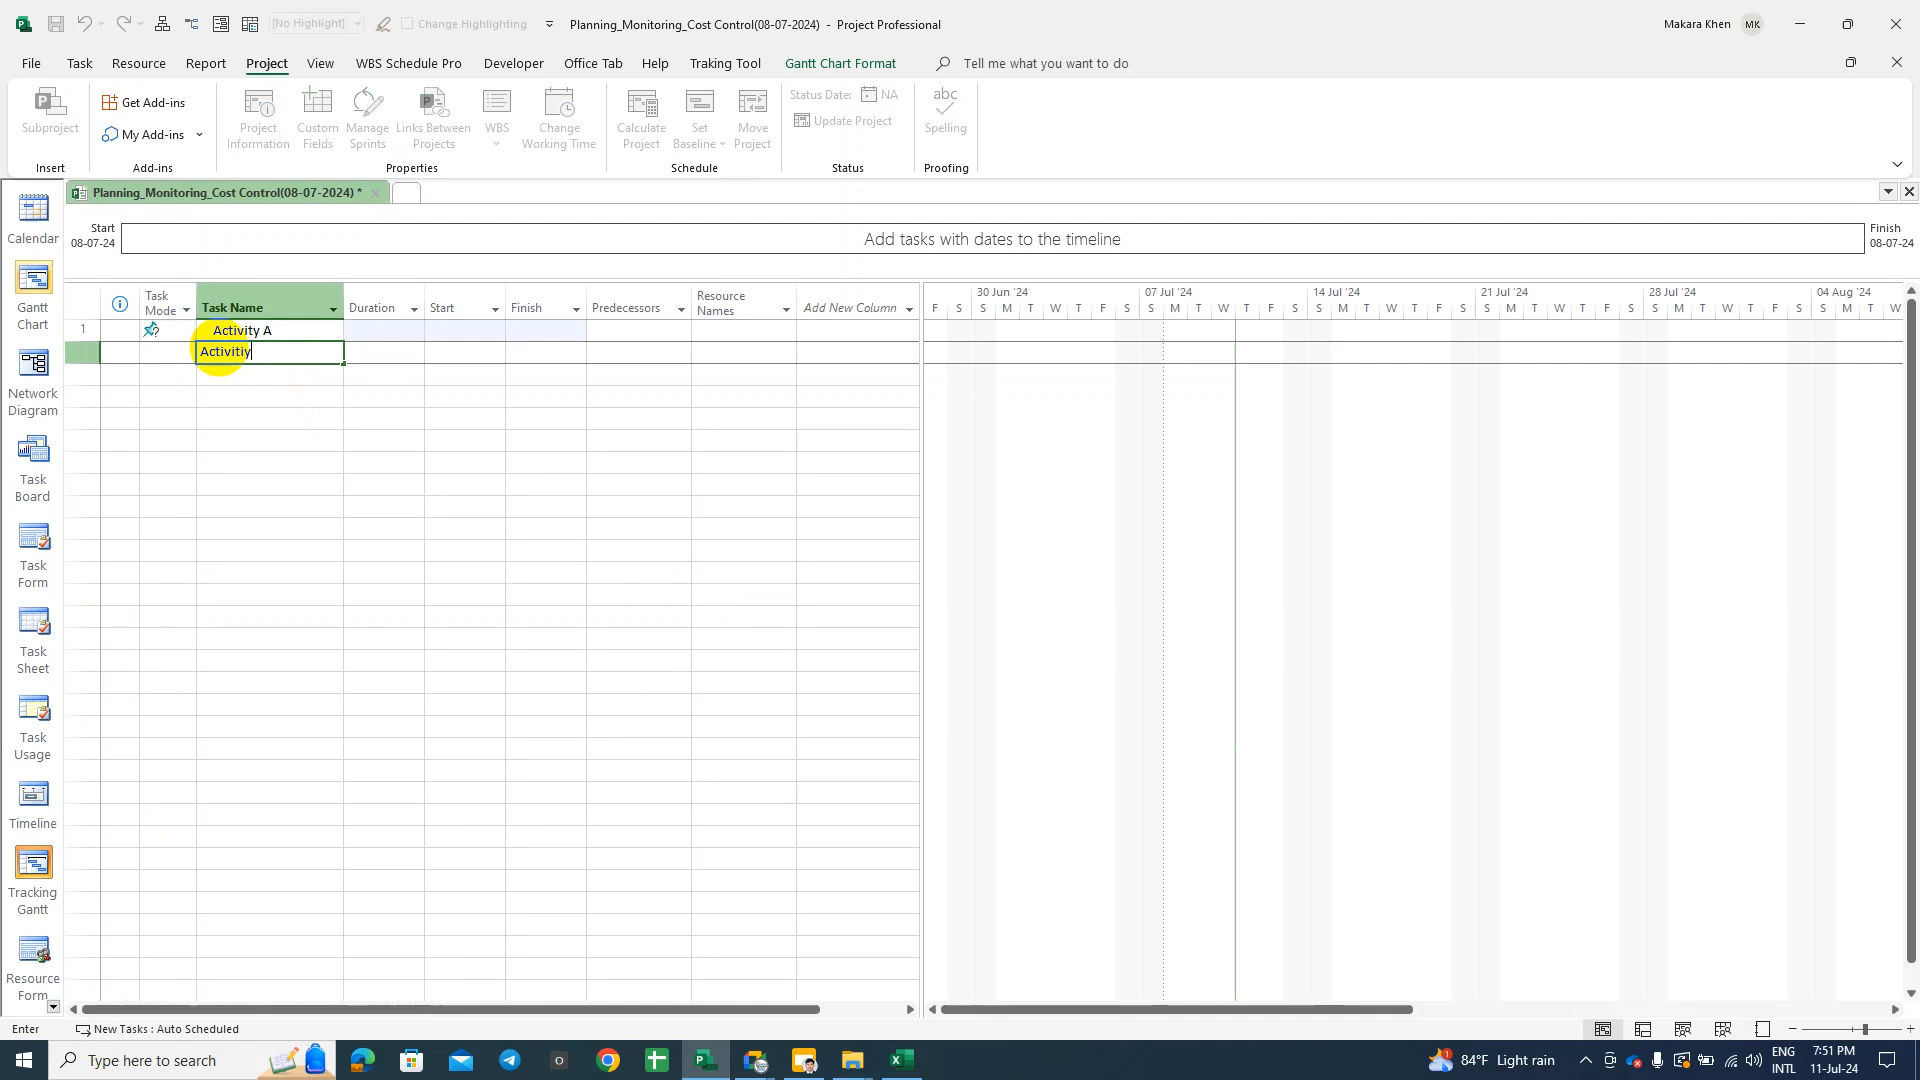 [No Highlight]
Change Highlighting
Planning_Monitoring_Cost Control(08-07-2024) - Project Professional
Makara Khen
MK
File Task Resource Report Project View WBS Schedule Pro Developer Office Tab Help Traking Tool Gantt Chart Format Tell me what you want to do
Subproject
Get Add-ins
My Add-ins
Project Information
Custom Fields
Manage Sprints
Links Between Projects
WBS
Change Working Time
Calculate Project
Set Baseline
Move Project
Status Date: NA
Update Project
abc
Spelling
Insert Add-ins Properties Schedule Status Proofing
Planning_Monitoring_Cost Control(08-07-2024) *
Start
08-07-24
Add tasks with dates to the timeline
Finish
08-07-24
Calendar
Gantt Chart
Network Diagram
Task Board
Task Form
Task Sheet
Task Usage
Timeline
Tracking Gantt
Resource Form
Task Mode
Task Name
Duration
Start
Finish
Predecessors
Resource Names
Add New Column
30 Jun '24 07 Jul '24 14 Jul '24 21 Jul '24 28 Jul '24 04 Aug '24
F S S M T W T F S S M T W T F S S M T W T F S S M T W T F S S M T W T F S S M T W
1 Activity A
Activitiy
Enter New Tasks : Auto Scheduled
Type here to search
84°F Light rain
ENG
INTL
7:51 PM
11-Jul-24